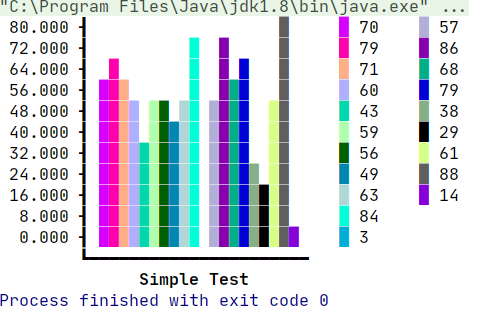 "C:\Program Files\Java\jdk1.8\bin\java.exe" ...
80.000 70 57
72.000 79 86
64.000 71 68
56.000 60 79
48.000 43 38
40.000 59 29
32.000 56 61
24.000 49 88
16.000 63 14
8.000 84
0.000 3
Simple Test
Process finished with exit code 0